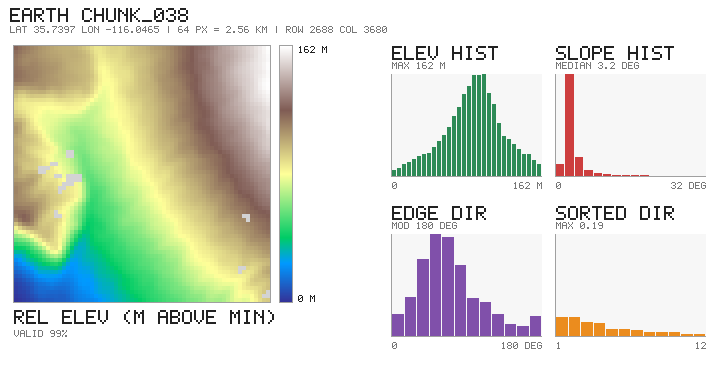 EARTH CHUNK_038
LAT 35.7397 LON -116.0465 | 64 PX = 2.56 KM | ROW 2688 COL 3680
162 M
0 M
REL ELEV (M ABOVE MIN)
VALID 99%
ELEV HIST
MAX 162 M
0 162 M
SLOPE HIST
MEDIAN 3.2 DEG
0 32 DEG
EDGE DIR
MOD 180 DEG
0 180 DEG
SORTED DIR
MAX 0.19
1 12